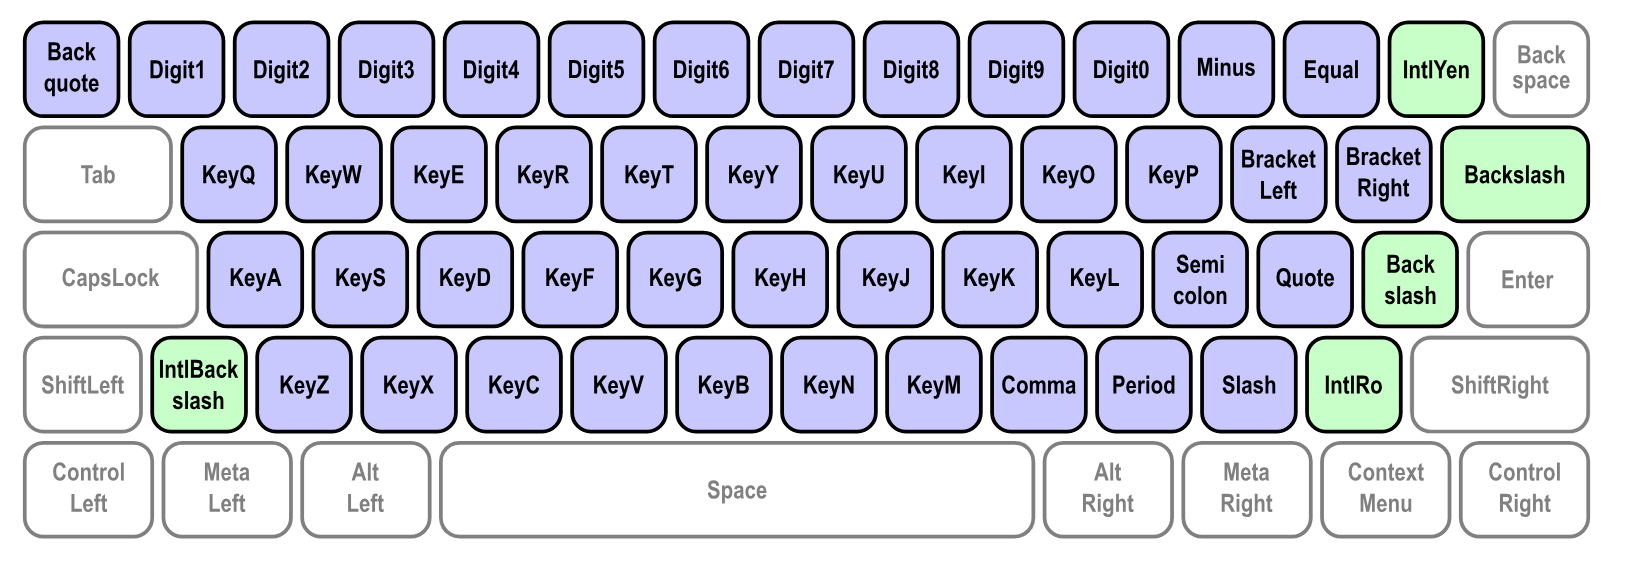 Back quote Digit1 Digit2 Digit3 Digit4 Digit5 Digit6 Digit7 Digit8 Digit9 Digit0 Minus Equal IntlYen Back space
Tab KeyQ KeyW KeyE KeyR KeyT KeyY KeyU KeyI KeyO KeyP Bracket Left Bracket Right Backslash
CapsLock KeyA KeyS KeyD KeyF KeyG KeyH KeyJ KeyK KeyL Semi colon Quote Back slash Enter
ShiftLeft IntlBack slash KeyZ KeyX KeyC KeyV KeyB KeyN KeyM Comma Period Slash IntlRo ShiftRight
Control Left Meta Left Alt Left Space Alt Right Meta Right Context Menu Control Right